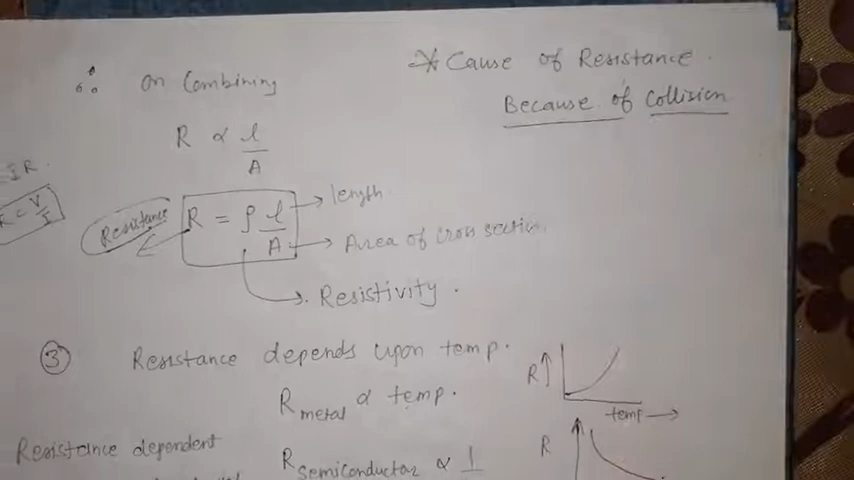 ∴ on Combining
* Cause of Resistance.
Because of Collision
R ∝ l/A
IR
R = V/I
Resistance
R = ρ l/A
length
Area of cross section
Resistivity.
③ Resistance depends upon temp.
R metal ∝ temp.
R↑
temp →
Resistance dependent
R semiconductor ∝ 1
R